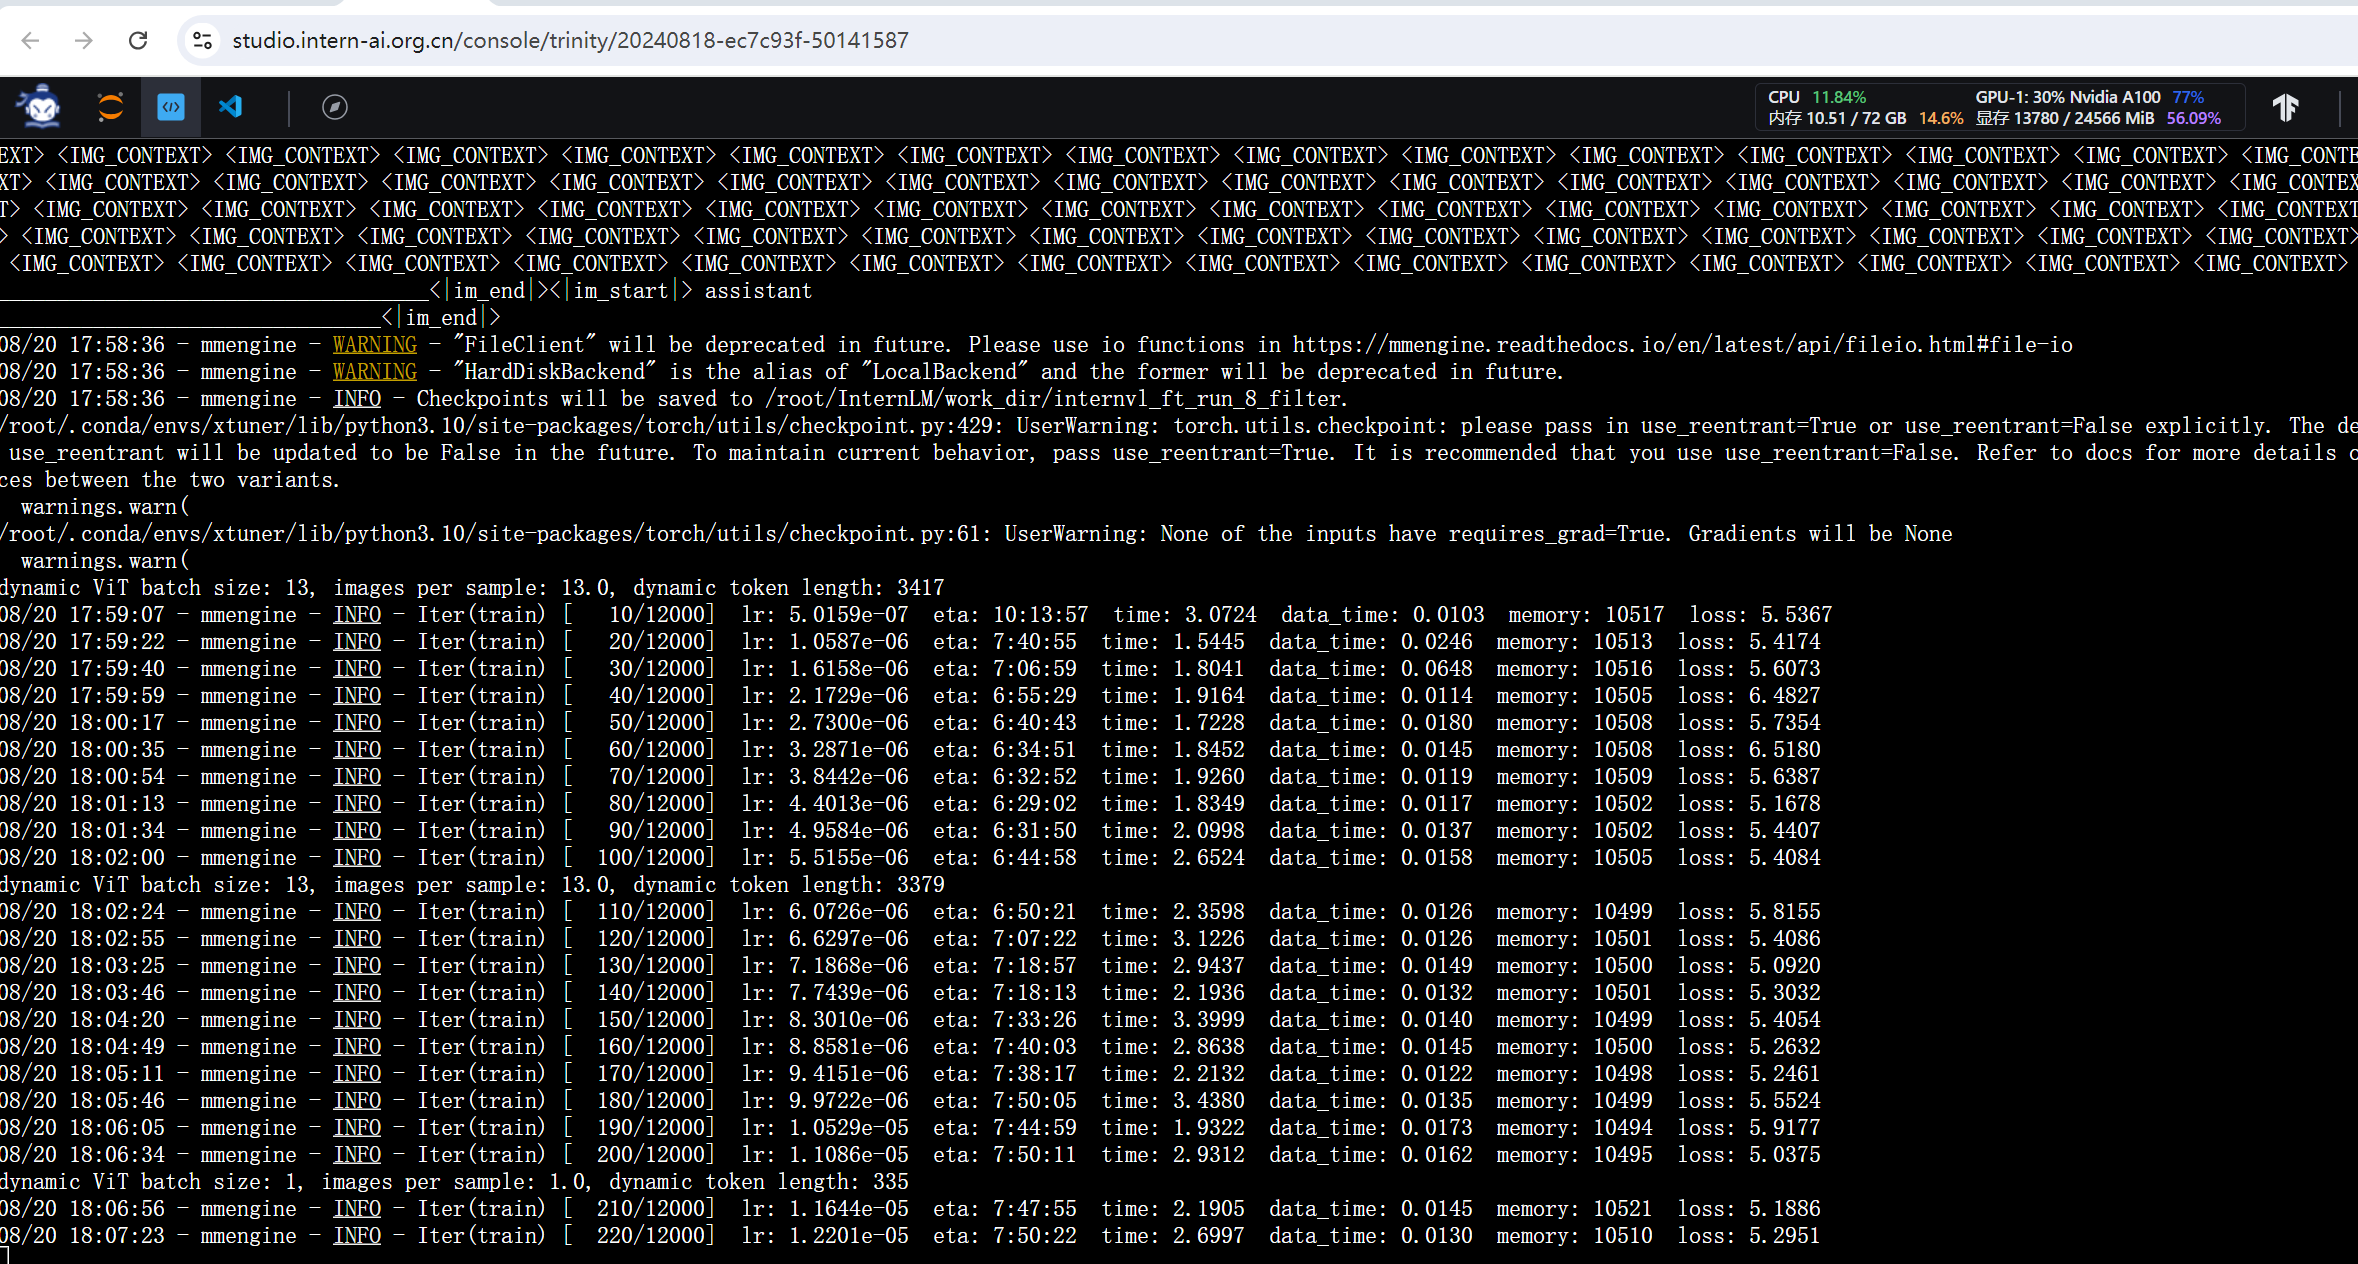 studio.intern-ai.org.cn/console/trinity/20240818-ec7c93f-50141587
CPU 11.84% GPU-1: 30% Nvidia A100 77%
内存 10.51 / 72 GB 14.6% 显存 13780 / 24566 MiB 56.09%
EXT> <IMG_CONTEXT> <IMG_CONTEXT> <IMG_CONTEXT> <IMG_CONTEXT> <IMG_CONTEXT> <IMG_CONTEXT> <IMG_CONTEXT> <IMG_CONTEXT> <IMG_CONTEXT> <IMG_CONTEXT> <IMG_CONTEXT> <IMG_CONTEXT> <IMG_CONTEXT> <IMG_CONTE
XT> <IMG_CONTEXT> <IMG_CONTEXT> <IMG_CONTEXT> <IMG_CONTEXT> <IMG_CONTEXT> <IMG_CONTEXT> <IMG_CONTEXT> <IMG_CONTEXT> <IMG_CONTEXT> <IMG_CONTEXT> <IMG_CONTEXT> <IMG_CONTEXT> <IMG_CONTEXT> <IMG_CONTEX
T> <IMG_CONTEXT> <IMG_CONTEXT> <IMG_CONTEXT> <IMG_CONTEXT> <IMG_CONTEXT> <IMG_CONTEXT> <IMG_CONTEXT> <IMG_CONTEXT> <IMG_CONTEXT> <IMG_CONTEXT> <IMG_CONTEXT> <IMG_CONTEXT> <IMG_CONTEXT> <IMG_CONTEXT
> <IMG_CONTEXT> <IMG_CONTEXT> <IMG_CONTEXT> <IMG_CONTEXT> <IMG_CONTEXT> <IMG_CONTEXT> <IMG_CONTEXT> <IMG_CONTEXT> <IMG_CONTEXT> <IMG_CONTEXT> <IMG_CONTEXT> <IMG_CONTEXT> <IMG_CONTEXT> <IMG_CONTEXT>
<IMG_CONTEXT> <IMG_CONTEXT> <IMG_CONTEXT> <IMG_CONTEXT> <IMG_CONTEXT> <IMG_CONTEXT> <IMG_CONTEXT> <IMG_CONTEXT> <IMG_CONTEXT> <IMG_CONTEXT> <IMG_CONTEXT> <IMG_CONTEXT> <IMG_CONTEXT> <IMG_CONTEXT>
<|im_end|><|im_start|> assistant
<|im_end|>
08/20 17:58:36 - mmengine - WARNING - "FileClient" will be deprecated in future. Please use io functions in https://mmengine.readthedocs.io/en/latest/api/fileio.html#file-io
08/20 17:58:36 - mmengine - WARNING - "HardDiskBackend" is the alias of "LocalBackend" and the former will be deprecated in future.
08/20 17:58:36 - mmengine - INFO - Checkpoints will be saved to /root/InternLM/work_dir/internvl_ft_run_8_filter.
/root/.conda/envs/xtuner/lib/python3.10/site-packages/torch/utils/checkpoint.py:429: UserWarning: torch.utils.checkpoint: please pass in use_reentrant=True or use_reentrant=False explicitly. The de
use_reentrant will be updated to be False in the future. To maintain current behavior, pass use_reentrant=True. It is recommended that you use use_reentrant=False. Refer to docs for more details o
ces between the two variants.
warnings.warn(
/root/.conda/envs/xtuner/lib/python3.10/site-packages/torch/utils/checkpoint.py:61: UserWarning: None of the inputs have requires_grad=True. Gradients will be None
warnings.warn(
dynamic ViT batch size: 13, images per sample: 13.0, dynamic token length: 3417
08/20 17:59:07 - mmengine - INFO - Iter(train) [ 10/12000] lr: 5.0159e-07 eta: 10:13:57 time: 3.0724 data_time: 0.0103 memory: 10517 loss: 5.5367
08/20 17:59:22 - mmengine - INFO - Iter(train) [ 20/12000] lr: 1.0587e-06 eta: 7:40:55 time: 1.5445 data_time: 0.0246 memory: 10513 loss: 5.4174
08/20 17:59:40 - mmengine - INFO - Iter(train) [ 30/12000] lr: 1.6158e-06 eta: 7:06:59 time: 1.8041 data_time: 0.0648 memory: 10516 loss: 5.6073
08/20 17:59:59 - mmengine - INFO - Iter(train) [ 40/12000] lr: 2.1729e-06 eta: 6:55:29 time: 1.9164 data_time: 0.0114 memory: 10505 loss: 6.4827
08/20 18:00:17 - mmengine - INFO - Iter(train) [ 50/12000] lr: 2.7300e-06 eta: 6:40:43 time: 1.7228 data_time: 0.0180 memory: 10508 loss: 5.7354
08/20 18:00:35 - mmengine - INFO - Iter(train) [ 60/12000] lr: 3.2871e-06 eta: 6:34:51 time: 1.8452 data_time: 0.0145 memory: 10508 loss: 6.5180
08/20 18:00:54 - mmengine - INFO - Iter(train) [ 70/12000] lr: 3.8442e-06 eta: 6:32:52 time: 1.9260 data_time: 0.0119 memory: 10509 loss: 5.6387
08/20 18:01:13 - mmengine - INFO - Iter(train) [ 80/12000] lr: 4.4013e-06 eta: 6:29:02 time: 1.8349 data_time: 0.0117 memory: 10502 loss: 5.1678
08/20 18:01:34 - mmengine - INFO - Iter(train) [ 90/12000] lr: 4.9584e-06 eta: 6:31:50 time: 2.0998 data_time: 0.0137 memory: 10502 loss: 5.4407
08/20 18:02:00 - mmengine - INFO - Iter(train) [ 100/12000] lr: 5.5155e-06 eta: 6:44:58 time: 2.6524 data_time: 0.0158 memory: 10505 loss: 5.4084
dynamic ViT batch size: 13, images per sample: 13.0, dynamic token length: 3379
08/20 18:02:24 - mmengine - INFO - Iter(train) [ 110/12000] lr: 6.0726e-06 eta: 6:50:21 time: 2.3598 data_time: 0.0126 memory: 10499 loss: 5.8155
08/20 18:02:55 - mmengine - INFO - Iter(train) [ 120/12000] lr: 6.6297e-06 eta: 7:07:22 time: 3.1226 data_time: 0.0126 memory: 10501 loss: 5.4086
08/20 18:03:25 - mmengine - INFO - Iter(train) [ 130/12000] lr: 7.1868e-06 eta: 7:18:57 time: 2.9437 data_time: 0.0149 memory: 10500 loss: 5.0920
08/20 18:03:46 - mmengine - INFO - Iter(train) [ 140/12000] lr: 7.7439e-06 eta: 7:18:13 time: 2.1936 data_time: 0.0132 memory: 10501 loss: 5.3032
08/20 18:04:20 - mmengine - INFO - Iter(train) [ 150/12000] lr: 8.3010e-06 eta: 7:33:26 time: 3.3999 data_time: 0.0140 memory: 10499 loss: 5.4054
08/20 18:04:49 - mmengine - INFO - Iter(train) [ 160/12000] lr: 8.8581e-06 eta: 7:40:03 time: 2.8638 data_time: 0.0145 memory: 10500 loss: 5.2632
08/20 18:05:11 - mmengine - INFO - Iter(train) [ 170/12000] lr: 9.4151e-06 eta: 7:38:17 time: 2.2132 data_time: 0.0122 memory: 10498 loss: 5.2461
08/20 18:05:46 - mmengine - INFO - Iter(train) [ 180/12000] lr: 9.9722e-06 eta: 7:50:05 time: 3.4380 data_time: 0.0135 memory: 10499 loss: 5.5524
08/20 18:06:05 - mmengine - INFO - Iter(train) [ 190/12000] lr: 1.0529e-05 eta: 7:44:59 time: 1.9322 data_time: 0.0173 memory: 10494 loss: 5.9177
08/20 18:06:34 - mmengine - INFO - Iter(train) [ 200/12000] lr: 1.1086e-05 eta: 7:50:11 time: 2.9312 data_time: 0.0162 memory: 10495 loss: 5.0375
dynamic ViT batch size: 1, images per sample: 1.0, dynamic token length: 335
08/20 18:06:56 - mmengine - INFO - Iter(train) [ 210/12000] lr: 1.1644e-05 eta: 7:47:55 time: 2.1905 data_time: 0.0145 memory: 10521 loss: 5.1886
08/20 18:07:23 - mmengine - INFO - Iter(train) [ 220/12000] lr: 1.2201e-05 eta: 7:50:22 time: 2.6997 data_time: 0.0130 memory: 10510 loss: 5.2951